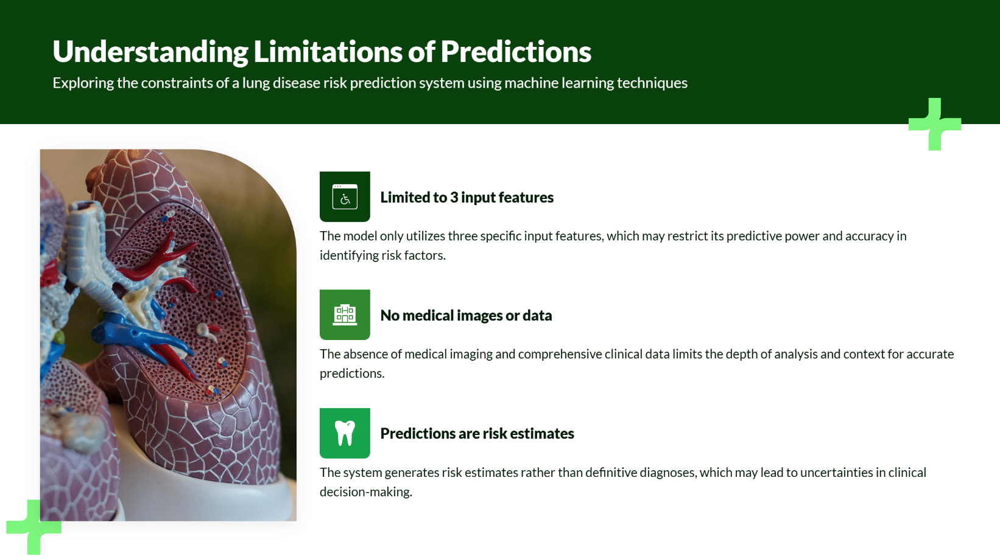 Understanding Limitations of Predictions
Exploring the constraints of a lung disease risk prediction system using machine learning techniques
Limited to 3 input features
The model only utilizes three specific input features, which may restrict its predictive power and accuracy in
identifying risk factors.
No medical images or data
The absence of medical imaging and comprehensive clinical data limits the depth of analysis and context for accurate
predictions.
Predictions are risk estimates
The system generates risk estimates rather than definitive diagnoses, which may lead to uncertainties in clinical
decision-making.